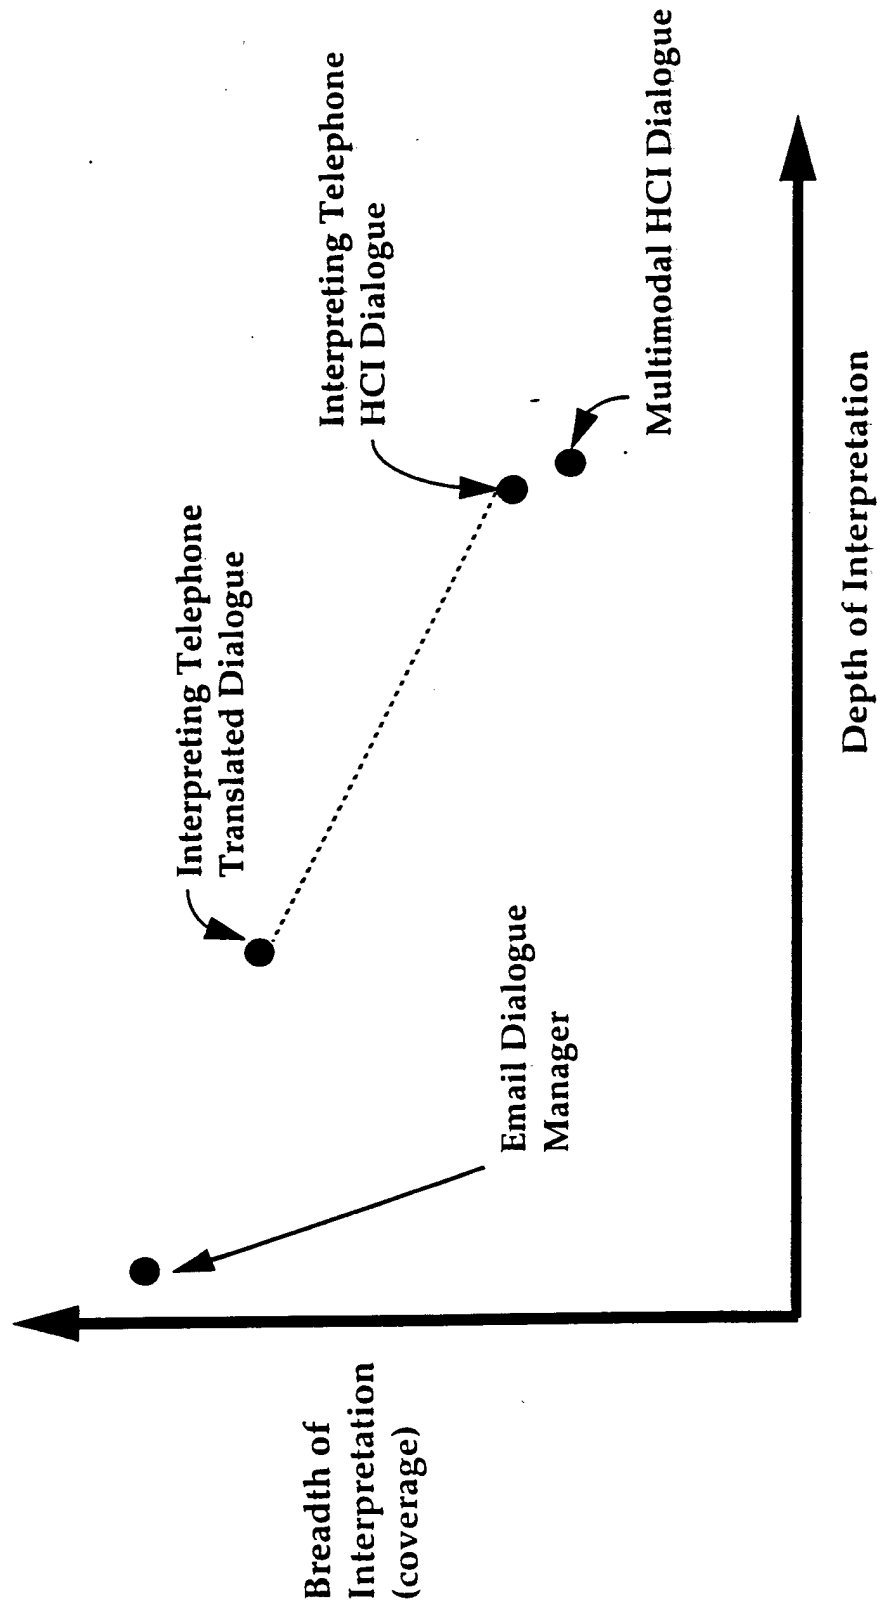 Breadth of
Interpretation
(coverage)
Interpreting Telephone
Translated Dialogue
Interpreting Telephone
HCI Dialogue
Email Dialogue
Manager
Multimodal HCI Dialogue
Depth of Interpretation